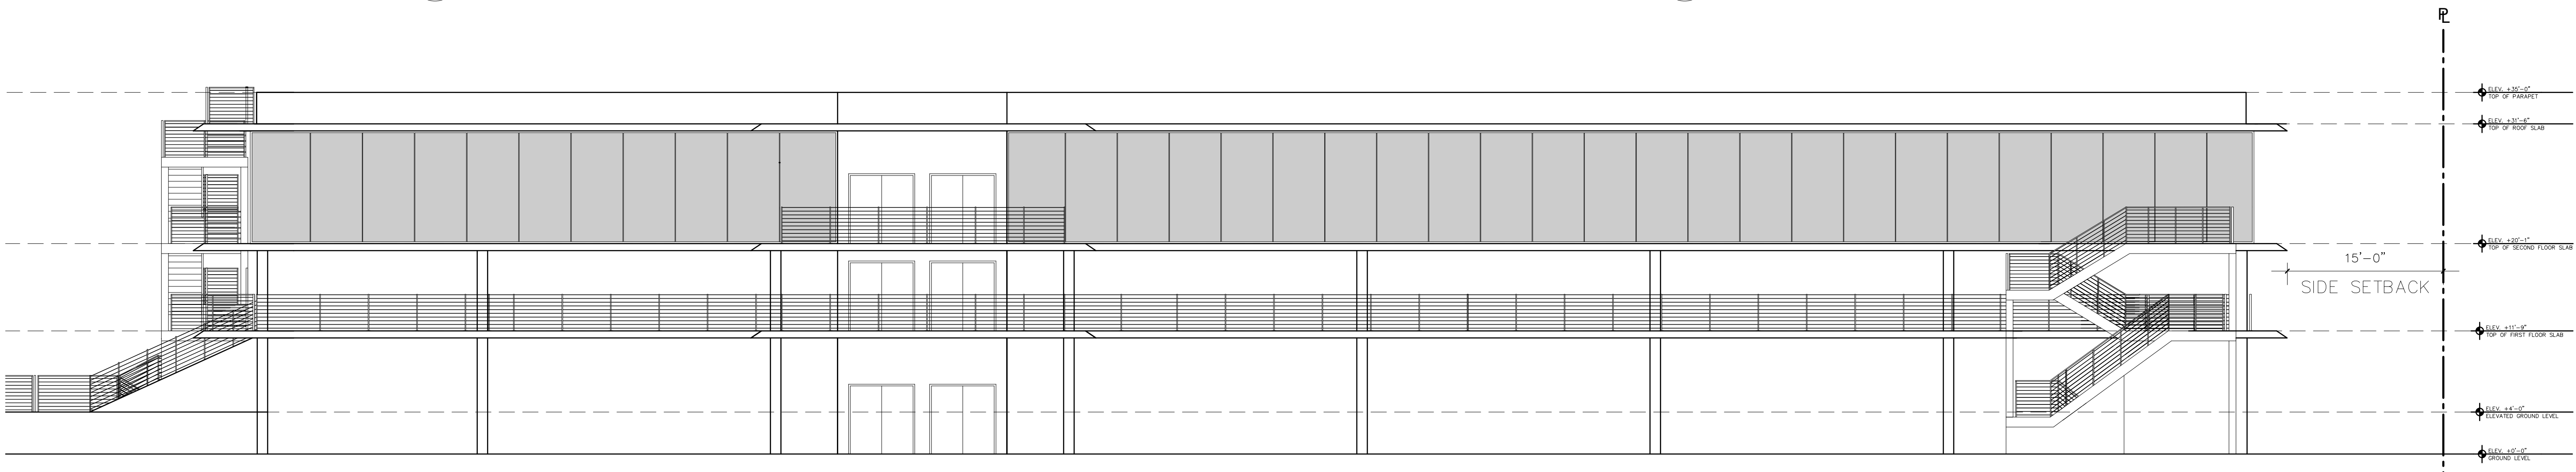 PL
ELEV. +35'-0"
TOP OF PARAPET
ELEV. +31'-6"
TOP OF ROOF SLAB
ELEV. +20'-1"
TOP OF SECOND FLOOR SLAB
15'-0"
SIDE SETBACK
ELEV. +11'-9"
TOP OF FIRST FLOOR SLAB
ELEV. +4'-0"
ELEVATED GROUND LEVEL
ELEV. +0'-0"
GROUND LEVEL